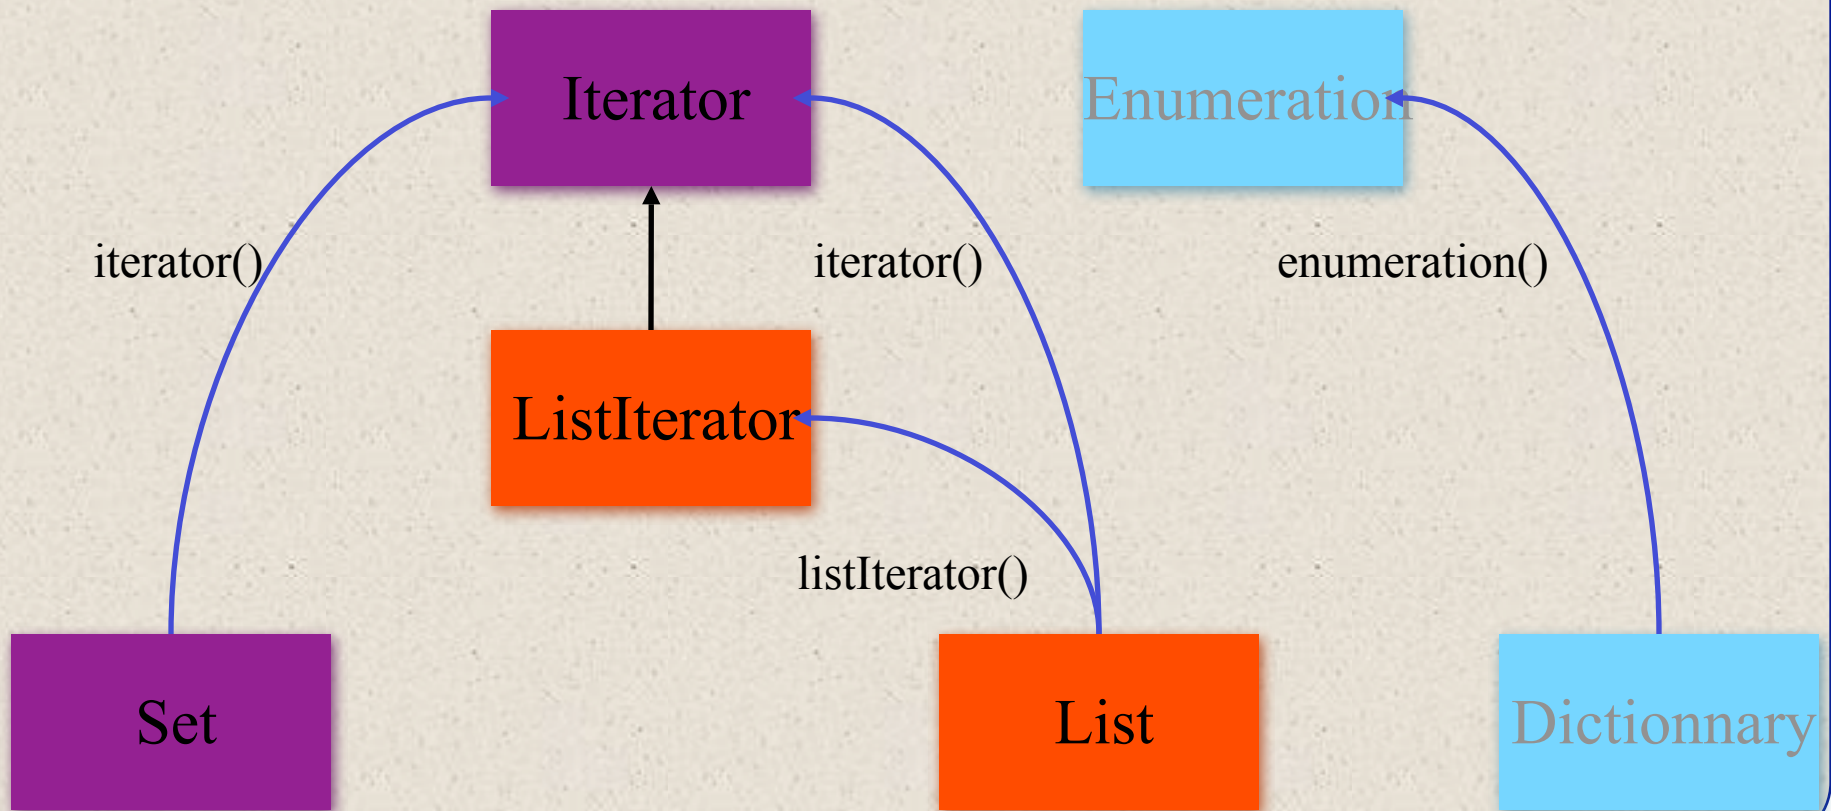 Iterator
Enumeration
iterator()
iterator()
enumeration()
ListIterator
listIterator()
Set
List
Dictionnary